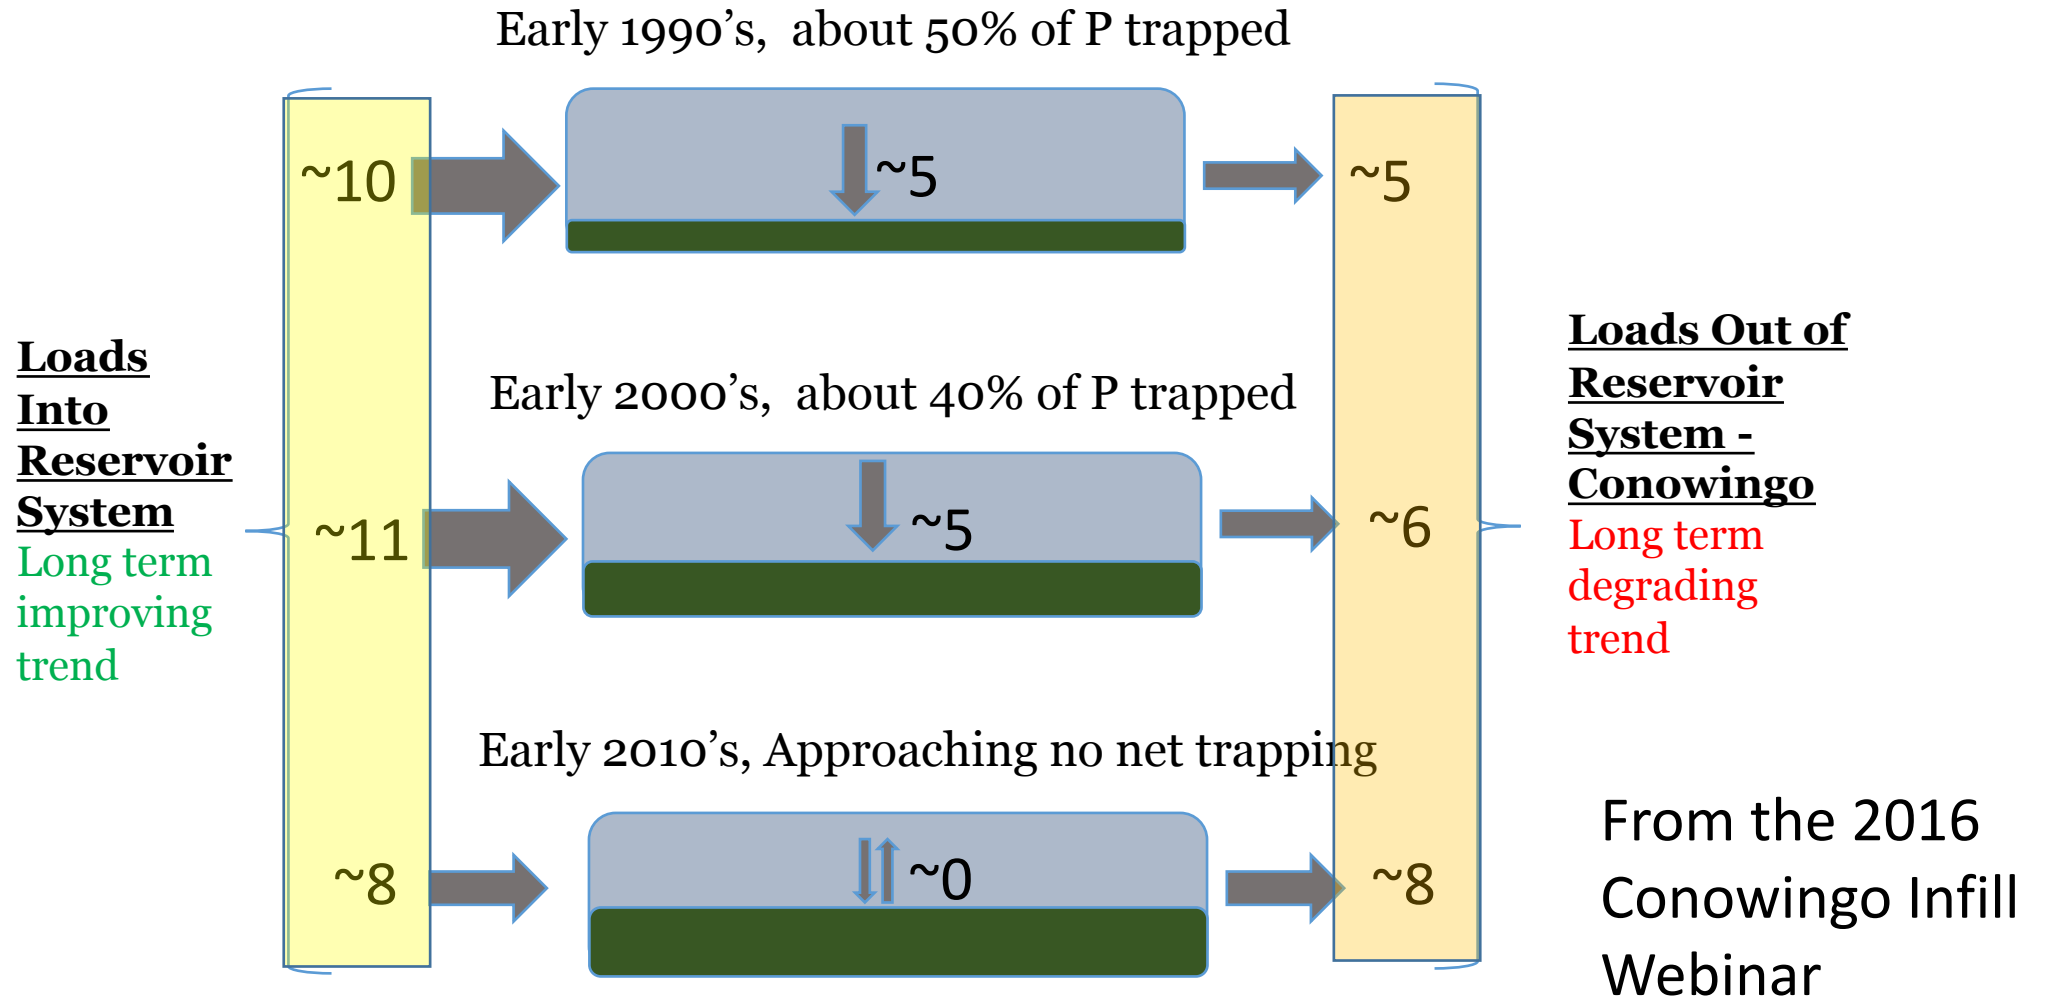 Early 1990’s,  about 50% of P trapped
~10
~5
~5
Loads
Into
Reservoir
System
Long term
improving
trend
Early 2000’s,  about 40% of P trapped
~11
~5
~6
Loads Out of
Reservoir
System -
Conowingo
Long term
degrading
trend
Early 2010’s, Approaching no net trapping
~8
~0
~8
From the 2016
Conowingo Infill
Webinar